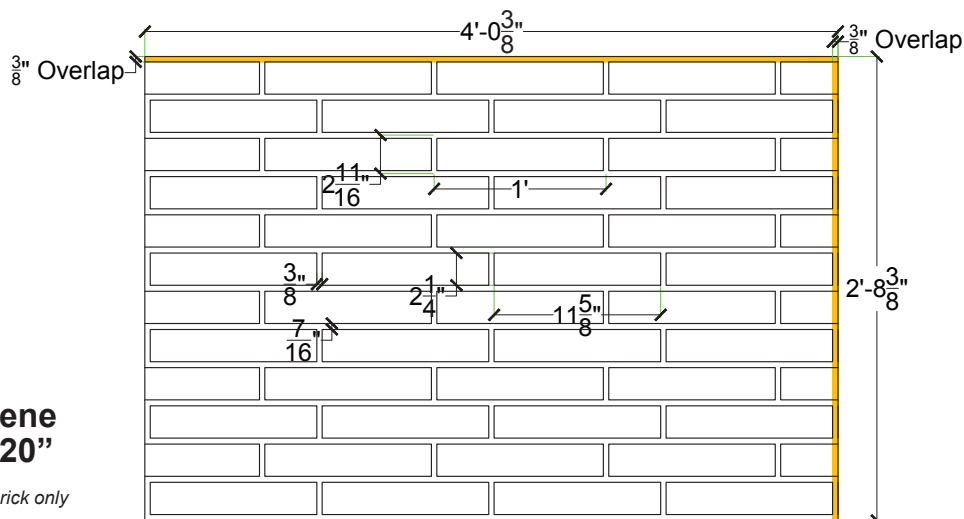 4'-0 3/8"
3/8" Overlap
3/8" Overlap
2 11/16"
1'
3/8"
2 1/4"
11 5/8"
2'-8 3/8"
7/16"
ene
20”
rick only